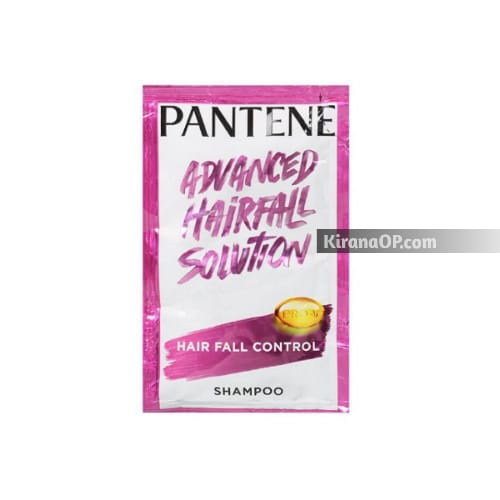 PANTENE
ADVANCED
HAIRFALL
SOLUTION
KiranaOP.com
PRO-V
HAIR FALL CONTROL
SHAMPOO